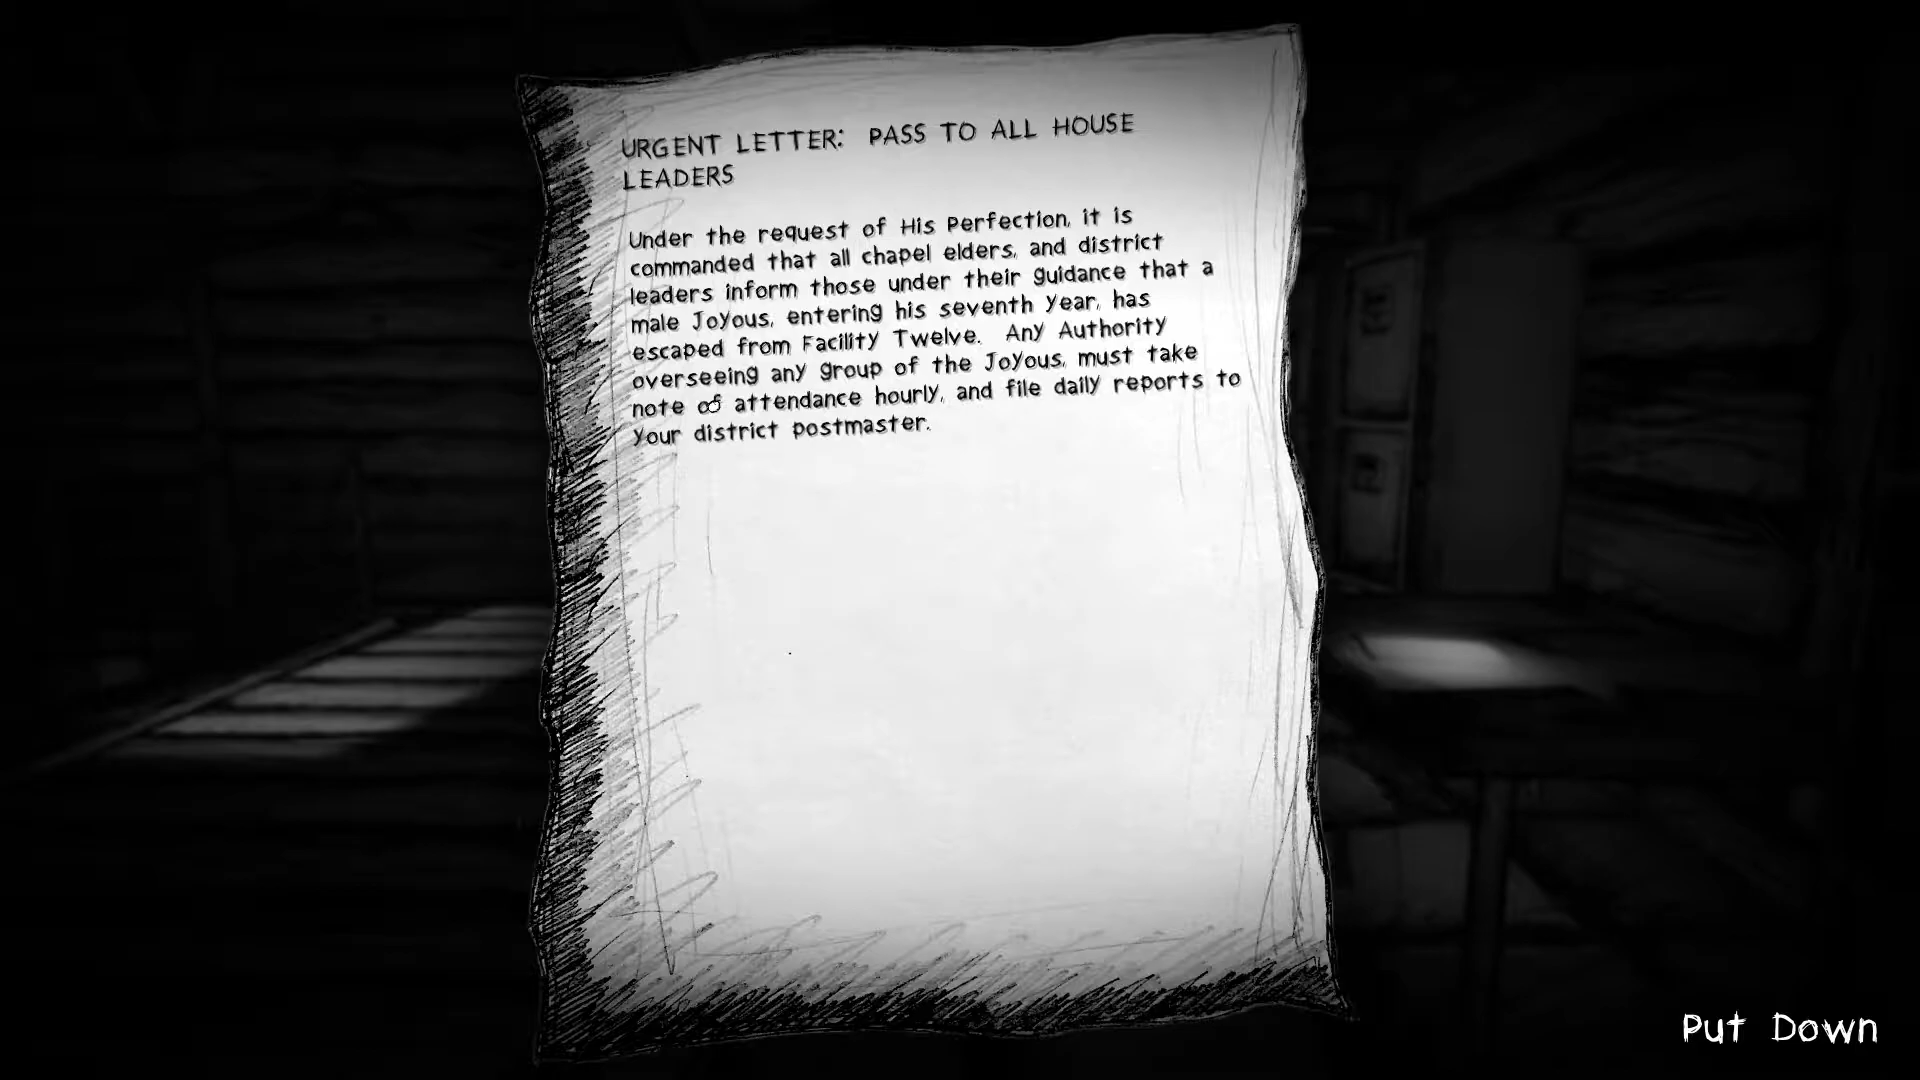 URGENT LETTER: PASS TO ALL HOUSE
LEADERS
Under the request of His Perfection, it is
commanded that all chapel elders, and district
leaders inform those under their guidance that a
male Joyous, entering his seventh year, has
escaped from Facility Twelve. Any Authority
overseeing any group of the Joyous, must take
note of attendance hourly, and file daily reports to
your district postmaster.
Put Down